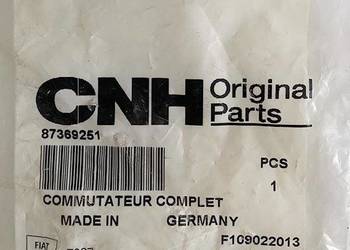 CNH Original
Parts
87369251
PCS
1
COMMUTATEUR COMPLET
MADE IN GERMANY
F109022013
FIAT